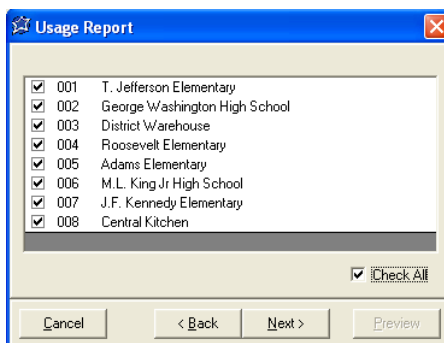 Usage Report
001 T. Jefferson Elementary
002 George Washington High School
003 District Warehouse
004 Roosevelt Elementary
005 Adams Elementary
006 M.L. King Jr High School
007 J.F. Kennedy Elementary
008 Central Kitchen
Check All
Cancel < Back Next > Preview